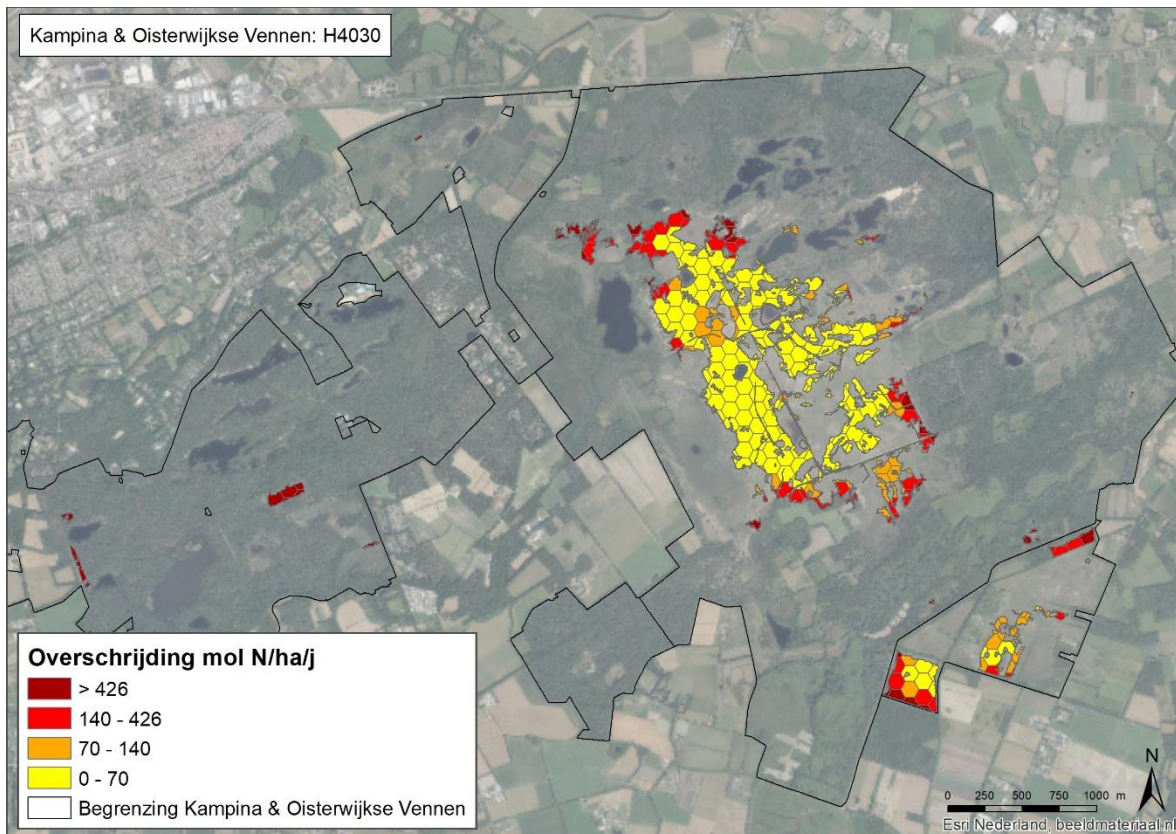 Kampina & Oisterwijkse Vennen: H4030
Overschrijding mol N/ha/j
> 426
140 - 426
70 - 140
0 - 70
Begrenzing Kampina & Oisterwijkse Vennen
N
0 250 500 750 1000 m
Esri Nederland, beeldmateriaal.nl